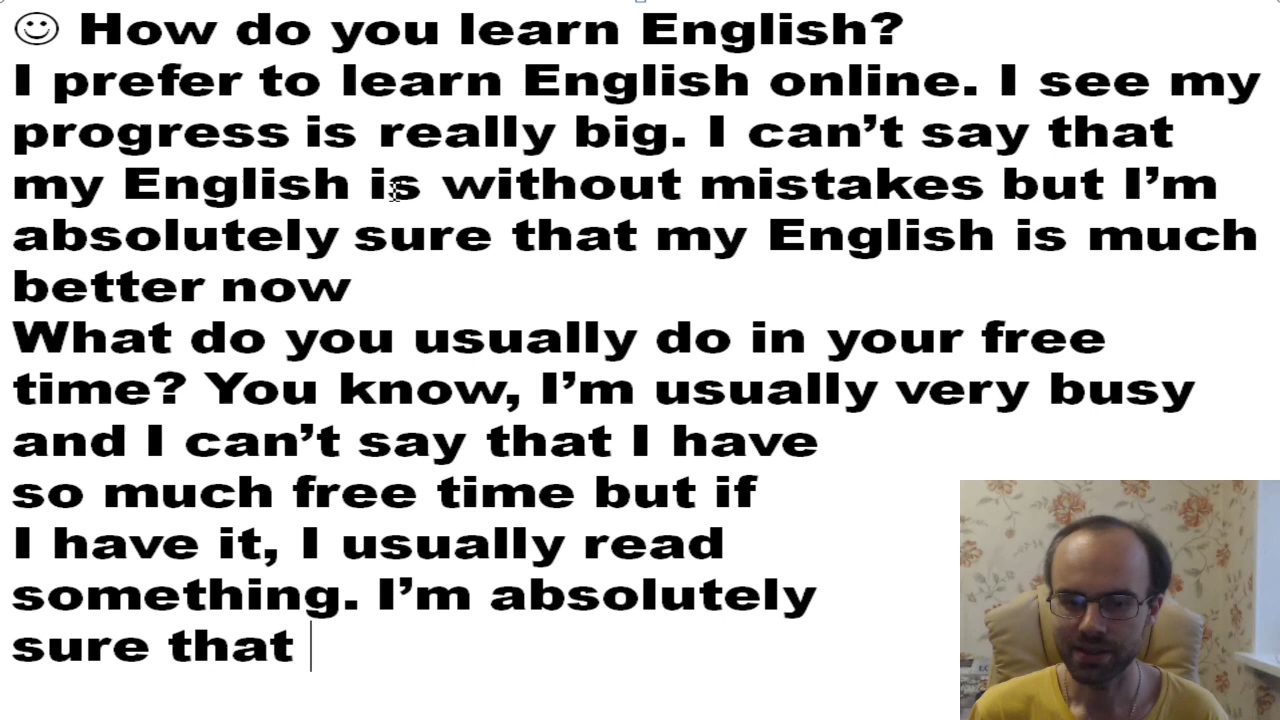 ☺ How do you learn English?
I prefer to learn English online. I see my
progress is really big. I can’t say that
my English is without mistakes but I’m
absolutely sure that my English is much
better now
What do you usually do in your free
time? You know, I’m usually very busy
and I can’t say that I have
so much free time but if
I have it, I usually read
something. I’m absolutely
sure that